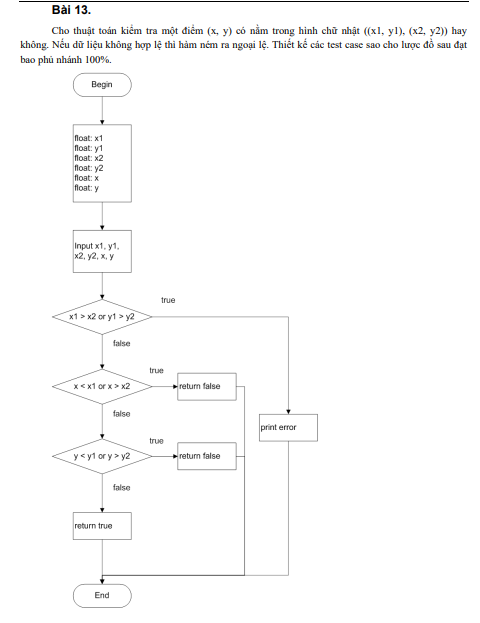 Bài 13.
Cho thuật toán kiểm tra một điểm (x, y) có nằm trong hình chữ nhật ((x1, y1), (x2, y2)) hay
không. Nếu dữ liệu không hợp lệ thì hàm ném ra ngoại lệ. Thiết kế các test case sao cho lược đồ sau đạt
bao phủ nhánh 100%.
Begin
float: x1
float: y1
float: x2
float: y2
float: x
float: y
Input x1, y1,
x2, y2, x, y
true
x1 > x2 or y1 > y2
false
true
x < x1 or x > x2
return false
false
print error
true
y < y1 or y > y2
return false
false
return true
End